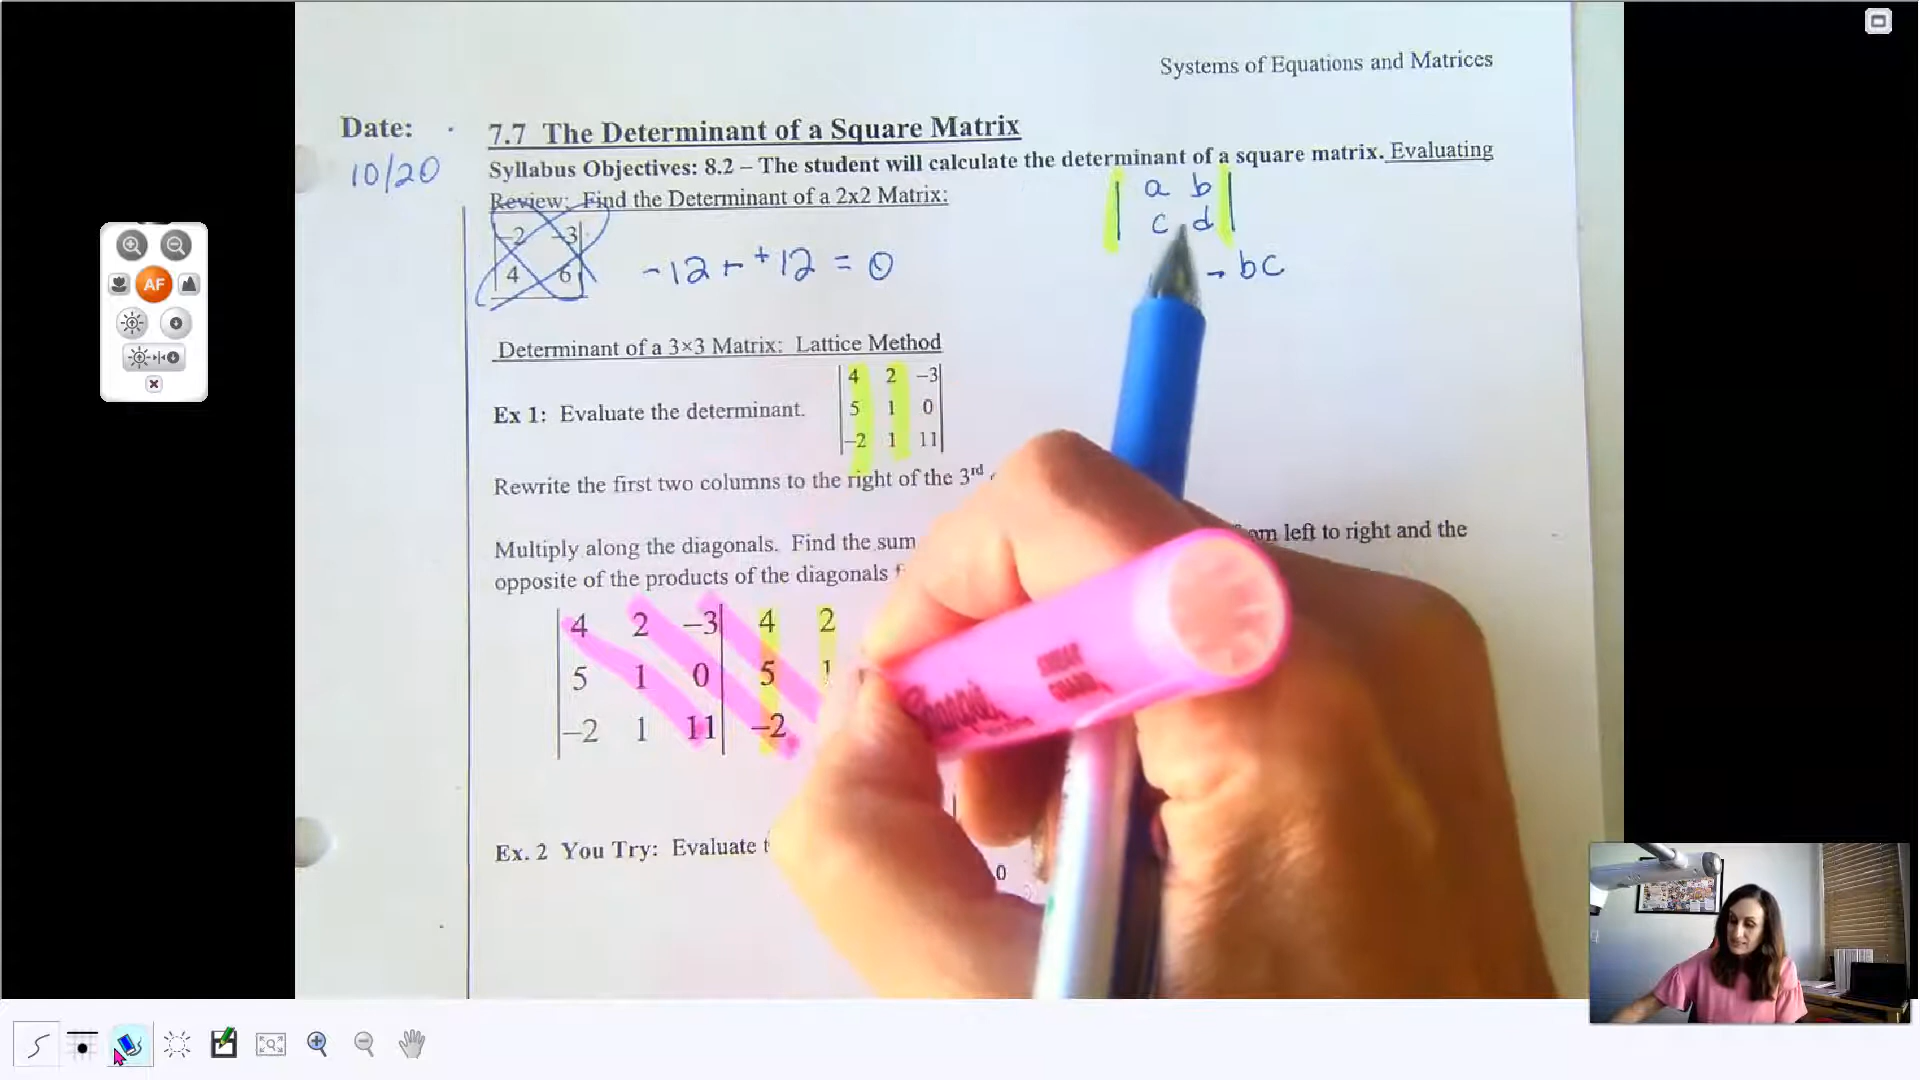 Systems of Equations and Matrices
Date: 7.7 The Determinant of a Square Matrix
10/20
Syllabus Objectives: 8.2 – The student will calculate the determinant of a square matrix. Evaluating
Review: Find the Determinant of a 2x2 Matrix:
a b
c d
-2 -3
4 6
-12 - +12 = 0
- bc
Determinant of a 3×3 Matrix: Lattice Method
4 2 −3
Ex 1: Evaluate the determinant. 5 1 0
−2 1 11
Rewrite the first two columns to the right of the 3rd
Multiply along the diagonals. Find the sum from left to right and the
opposite of the products of the diagonals
4 2 −3 4 2
5 1 0 5 1
−2 1 11 −2
Ex. 2 You Try: Evaluate
0
AF